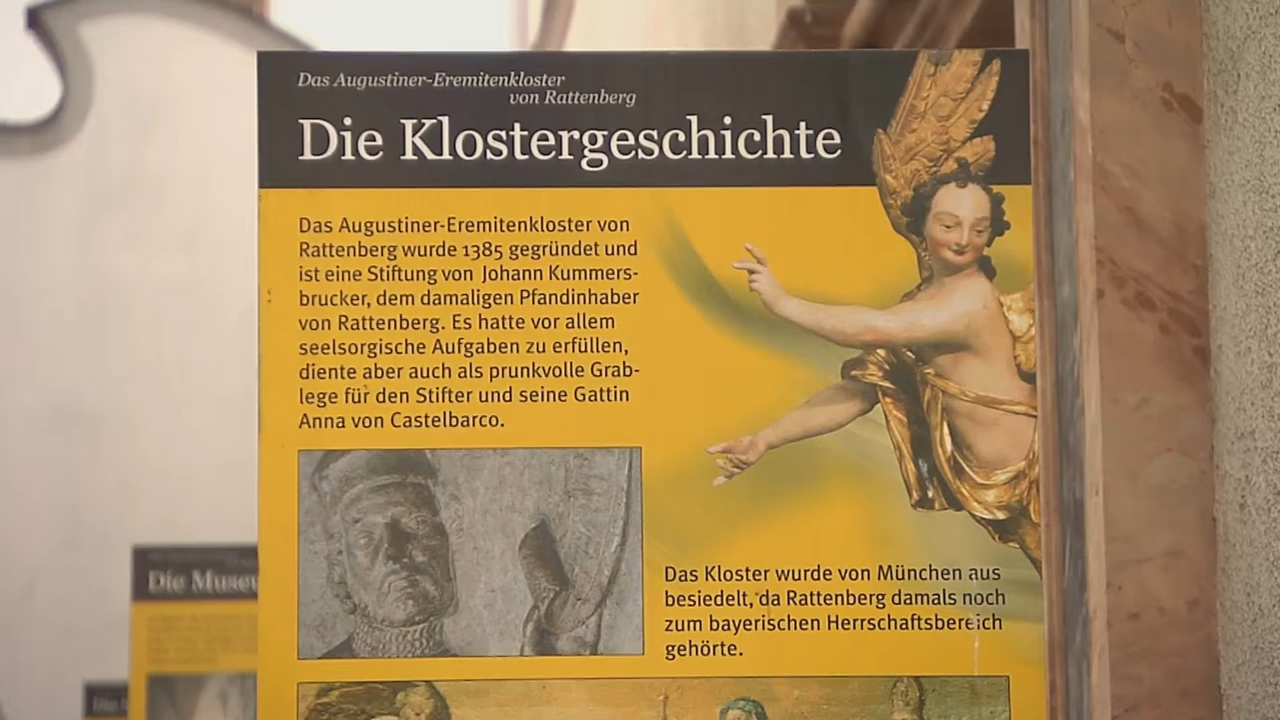 Das Augustiner-Eremitenkloster
von Rattenberg
Die Klostergeschichte
Das Augustiner-Eremitenkloster von
Rattenberg wurde 1385 gegründet und
ist eine Stiftung von Johann Kummers-
brucker, dem damaligen Pfandinhaber
von Rattenberg. Es hatte vor allem
seelsorgische Aufgaben zu erfüllen,
diente aber auch als prunkvolle Grab-
lege für den Stifter und seine Gattin
Anna von Castelbarco.
Das Kloster wurde von München aus
besiedelt, da Rattenberg damals noch
zum bayerischen Herrschaftsbereich
gehörte.
Die Museu